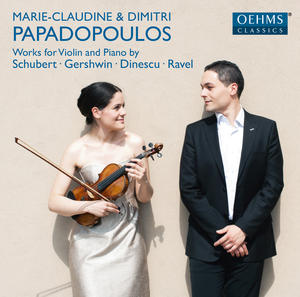 MARIE-CLAUDINE & DIMITRI
PAPADOPOULOS
Works for Violin and Piano by
Schubert · Gershwin · Dinescu · Ravel
OEHMS
CLASSICS